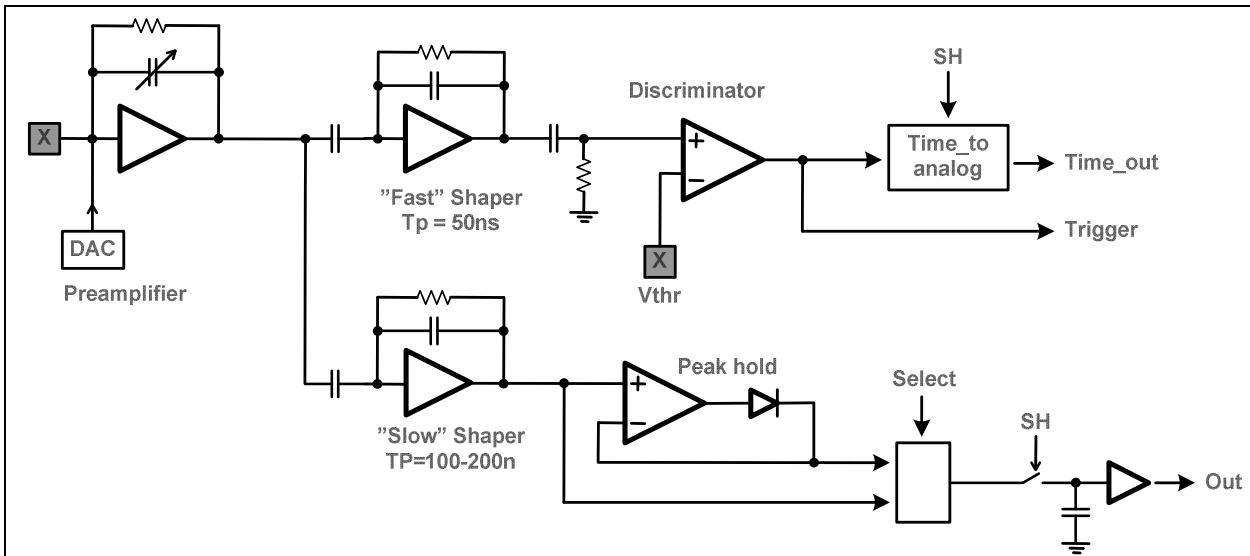 SH
Discriminator
X
+
−
Time_to
analog
Time_out
"Fast" Shaper
Tp = 50ns
DAC
Trigger
X
Preamplifier
Vthr
Peak hold
+
−
Select
"Slow" Shaper
TP=100-200n
SH
Out